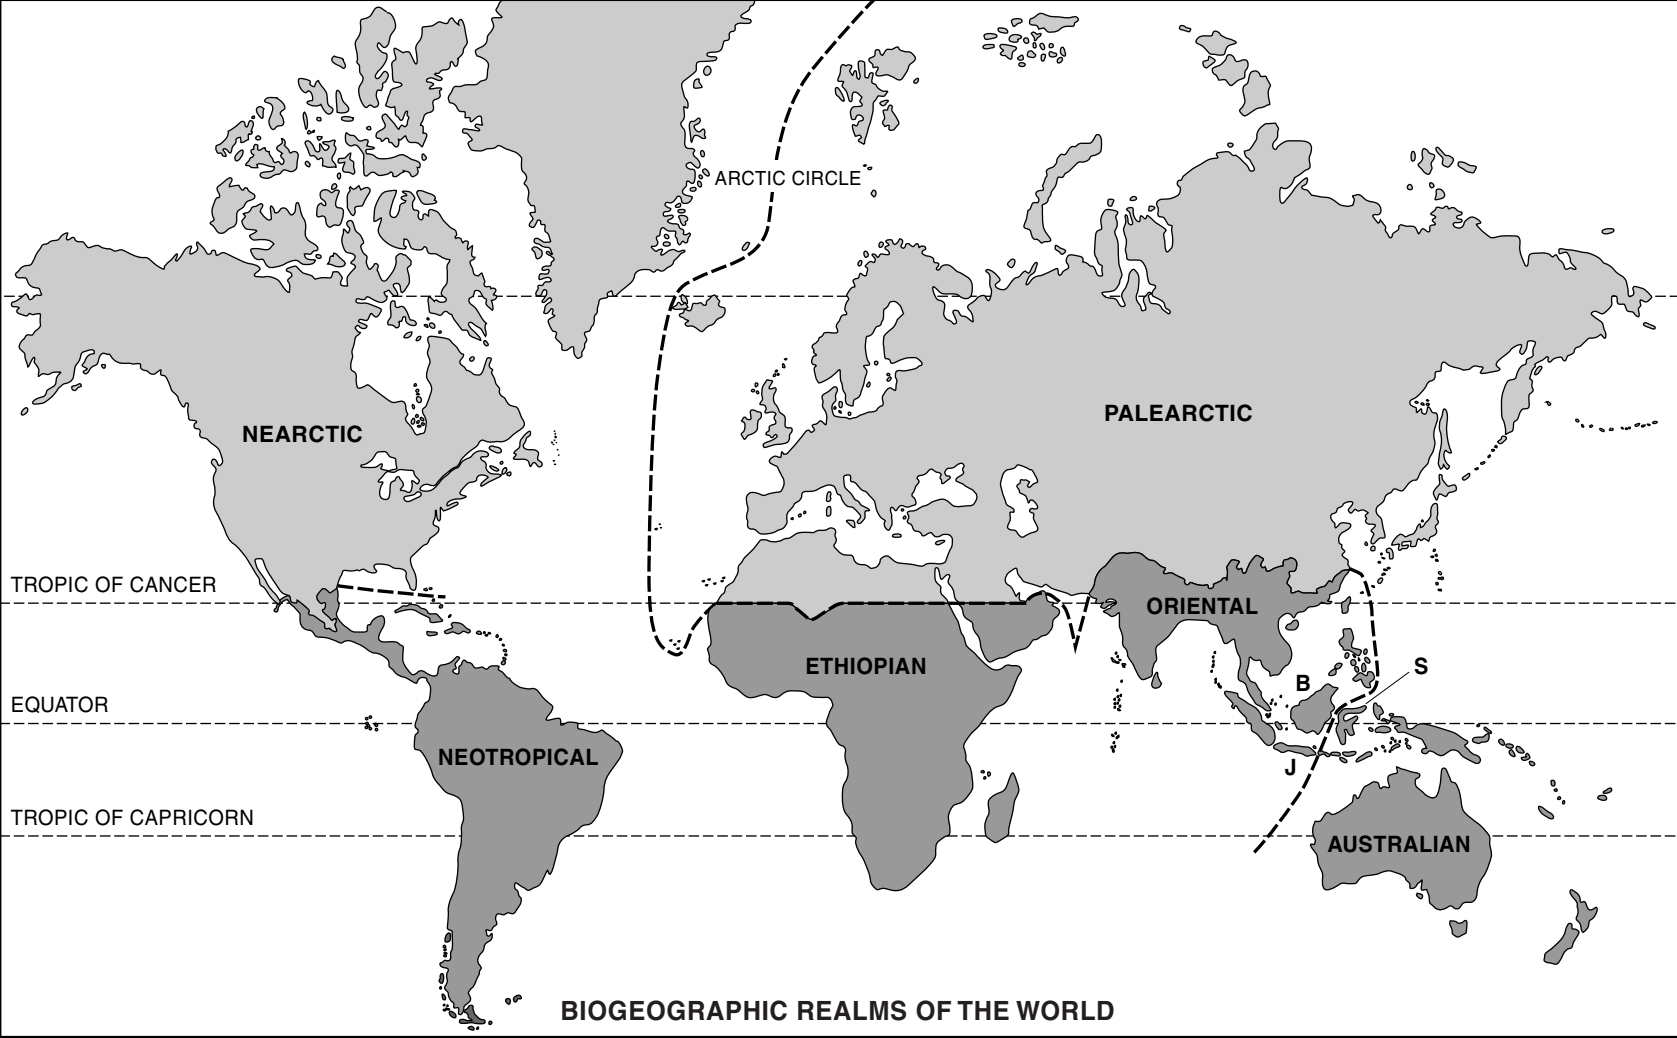 ARCTIC CIRCLE
NEARCTIC
PALEARCTIC
TROPIC OF CANCER
ORIENTAL
ETHIOPIAN
S
B
EQUATOR
NEOTROPICAL
J
TROPIC OF CAPRICORN
AUSTRALIAN
BIOGEOGRAPHIC REALMS OF THE WORLD